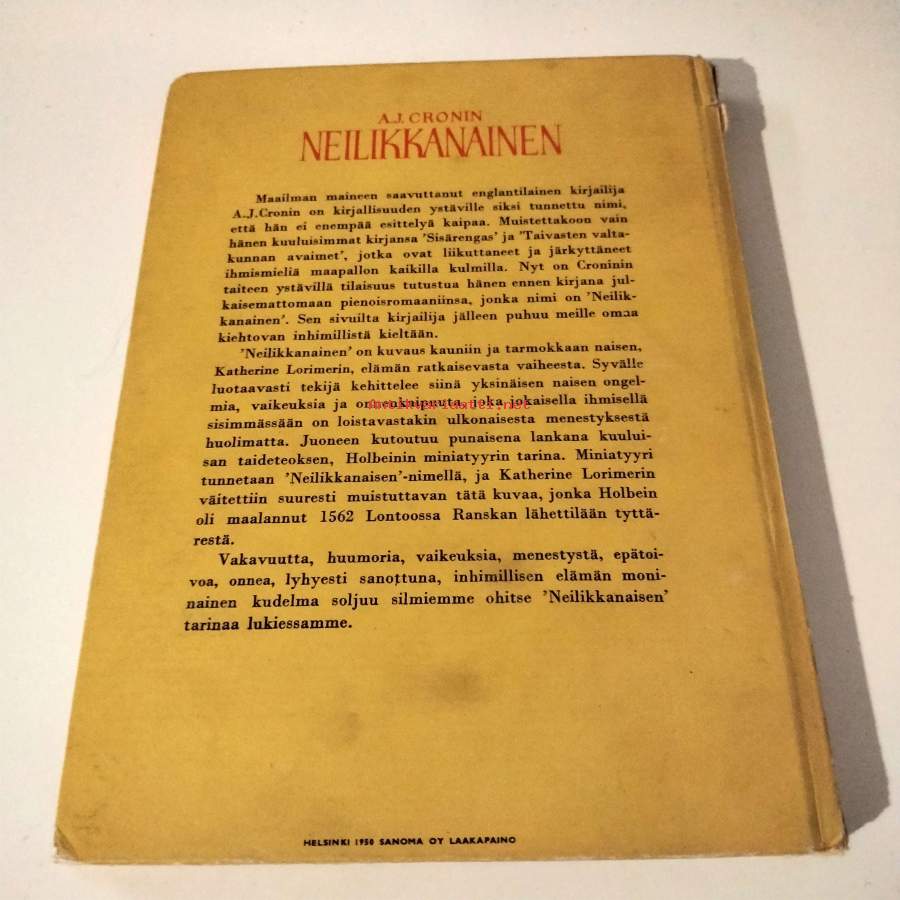 A.J. CRONIN
NEILIKKANAINEN
Maailman maineen saavuttanut englantilainen kirjailija
A.J.Cronin on kirjallisuuden ystäville siksi tunnettu nimi,
että hän ei enempää esittelyä kaipaa. Muistettakoon vain
hänen kuuluisimmat kirjansa 'Sisärengas' ja 'Taivasten valta-
kunnan avaimet', jotka ovat liikuttaneet ja järkyttäneet
ihmismieliä maapallon kaikilla kulmilla. Nyt on Croninin
taiteen ystävillä tilaisuus tutustua hänen ennen kirjana jul-
kaisemattomaan pienoisromaaniinsa, jonka nimi on 'Neilik-
kanainen'. Sen sivuilta kirjailija jälleen puhuu meille omaa
kiehtovan inhimillistä kieltään.
'Neilikkanainen' on kuvaus kauniin ja tarmokkaan naisen,
Katherine Lorimerin, elämän ratkaisevasta vaiheesta. Syvälle
luotaavasti tekijä kehittelee siinä yksinäisen naisen ongel-
mia, vaikeuksia ja onnenkaipuuta, joka jokaisella ihmisellä
Antikvariaatti.net
sisimmässään on loistavastakin ulkonaisesta menestyksestä
huolimatta. Juoneen kutoutuu punaisena lankana kuului-
san taideteoksen, Holbeinin miniatyyrin tarina. Miniatyyri
tunnetaan 'Neilikkanaisen'-nimellä, ja Katherine Lorimerin
väitettiin suuresti muistuttavan tätä kuvaa, jonka Holbein
oli maalannut 1562 Lontoossa Ranskan lähettilään tyttä-
restä.
Vakavuutta, huumoria, vaikeuksia, menestystä, epätoi-
voa, onnea, lyhyesti sanottuna, inhimillisen elämän moni-
nainen kudelma soljuu silmiemme ohitse 'Neilikkanaisen'
tarinaa lukiessamme.
HELSINKI 1950 SANOMA OY LAAKAPAINO